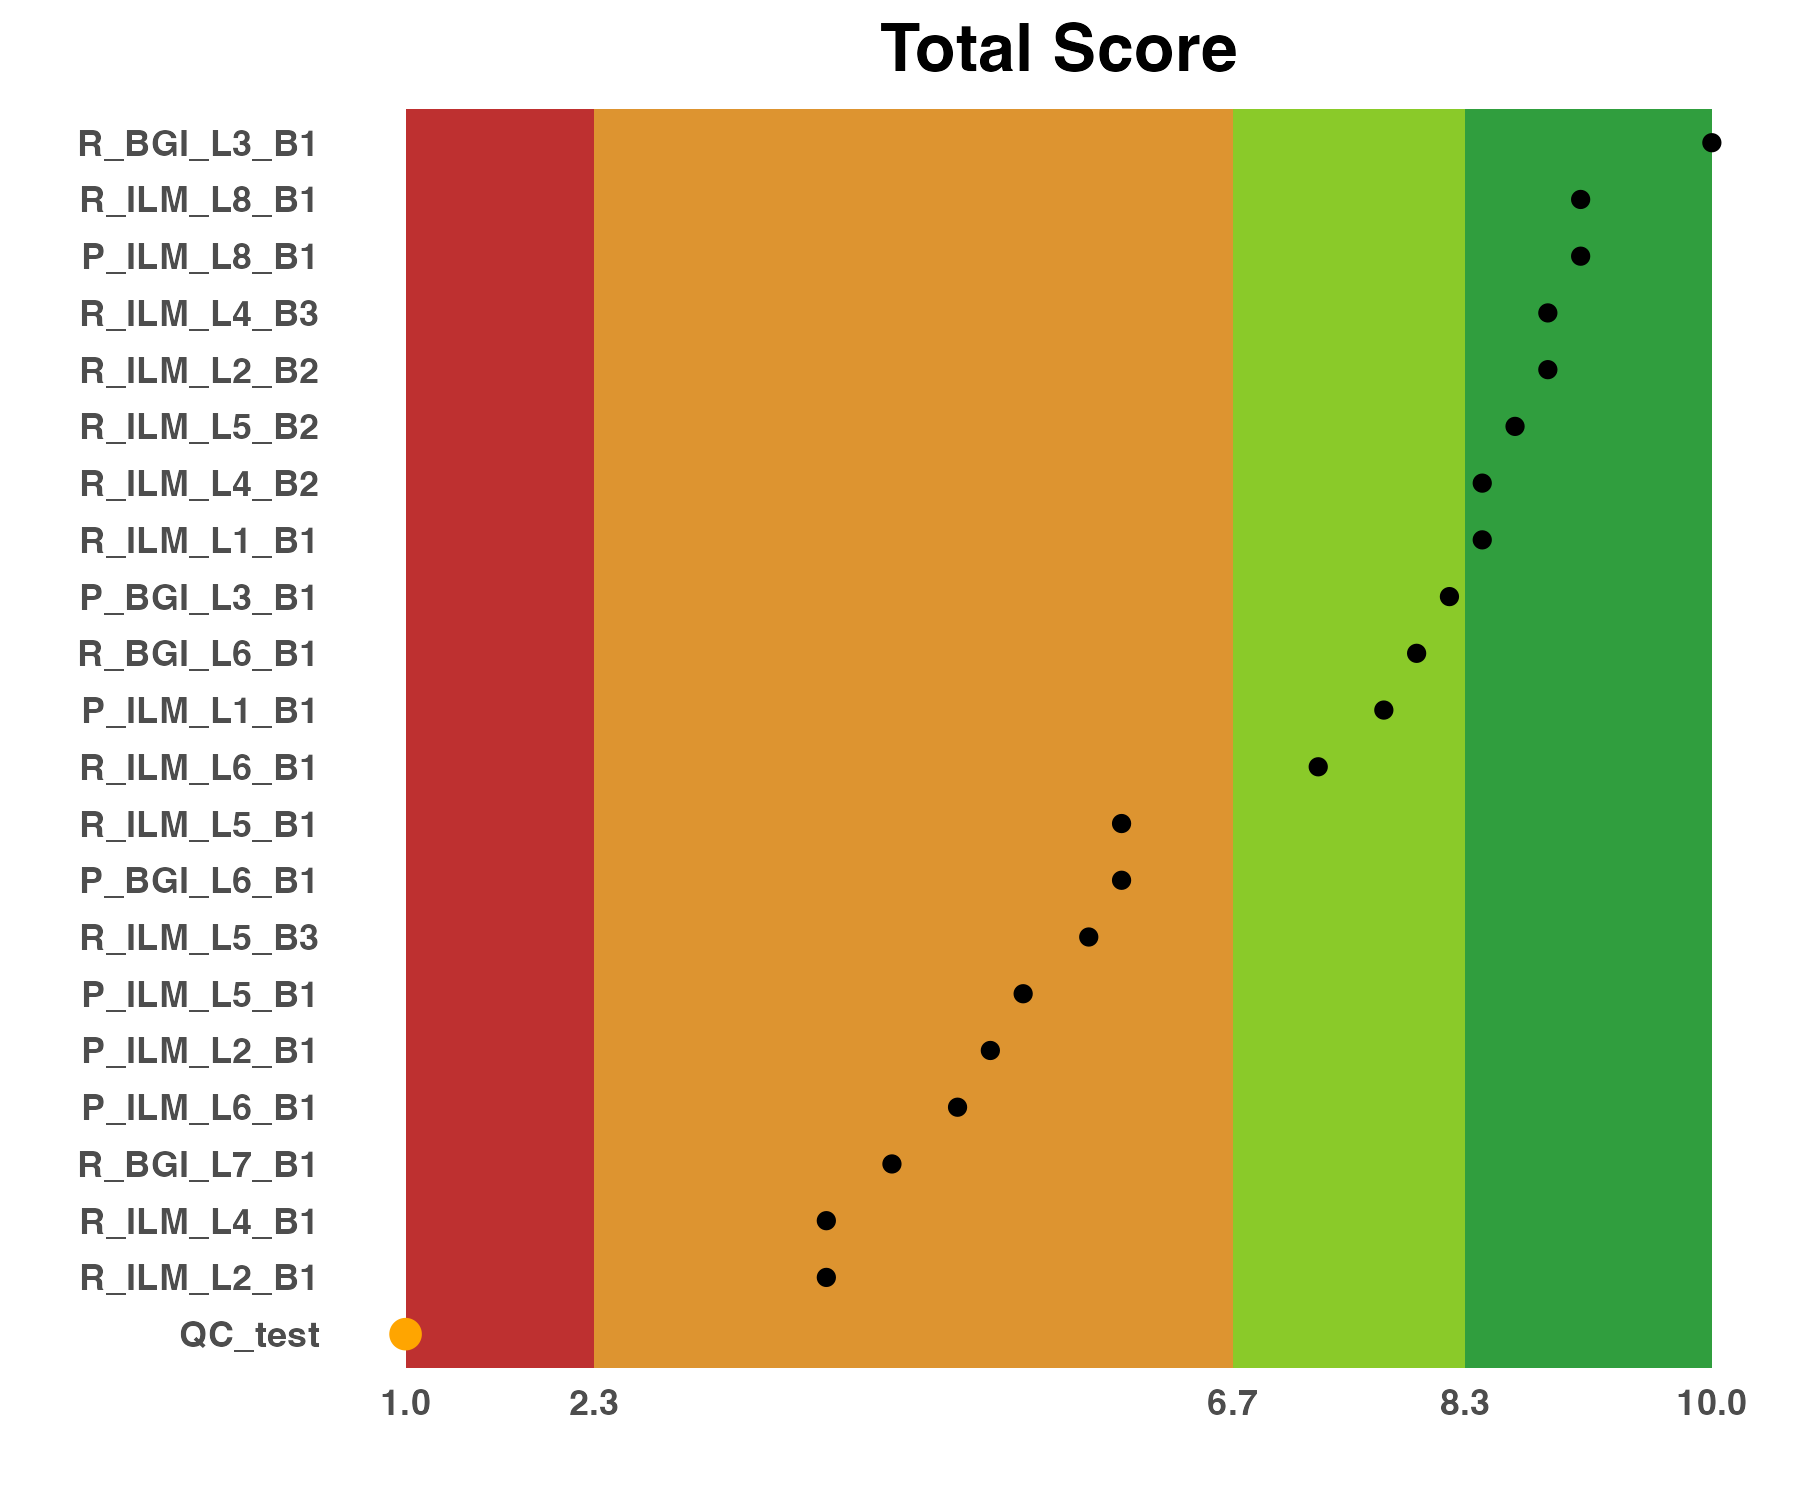 Total Score
R_BGI_L3_B1
R_ILM_L8_B1
P_ILM_L8_B1
R_ILM_L4_B3
R_ILM_L2_B2
R_ILM_L5_B2
R_ILM_L4_B2
R_ILM_L1_B1
P_BGI_L3_B1
R_BGI_L6_B1
P_ILM_L1_B1
R_ILM_L6_B1
R_ILM_L5_B1
P_BGI_L6_B1
R_ILM_L5_B3
P_ILM_L5_B1
P_ILM_L2_B1
P_ILM_L6_B1
R_BGI_L7_B1
R_ILM_L4_B1
R_ILM_L2_B1
QC_test
1.0 2.3 6.7 8.3 10.0